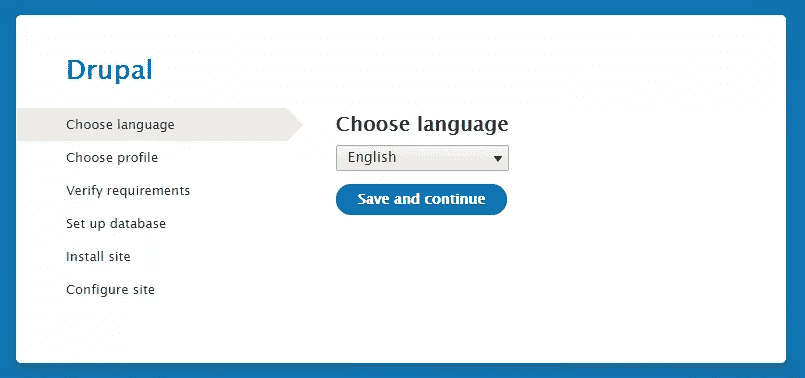 Drupal
Choose language
Choose profile
Verify requirements
Set up database
Install site
Configure site
Choose language
English
Save and continue